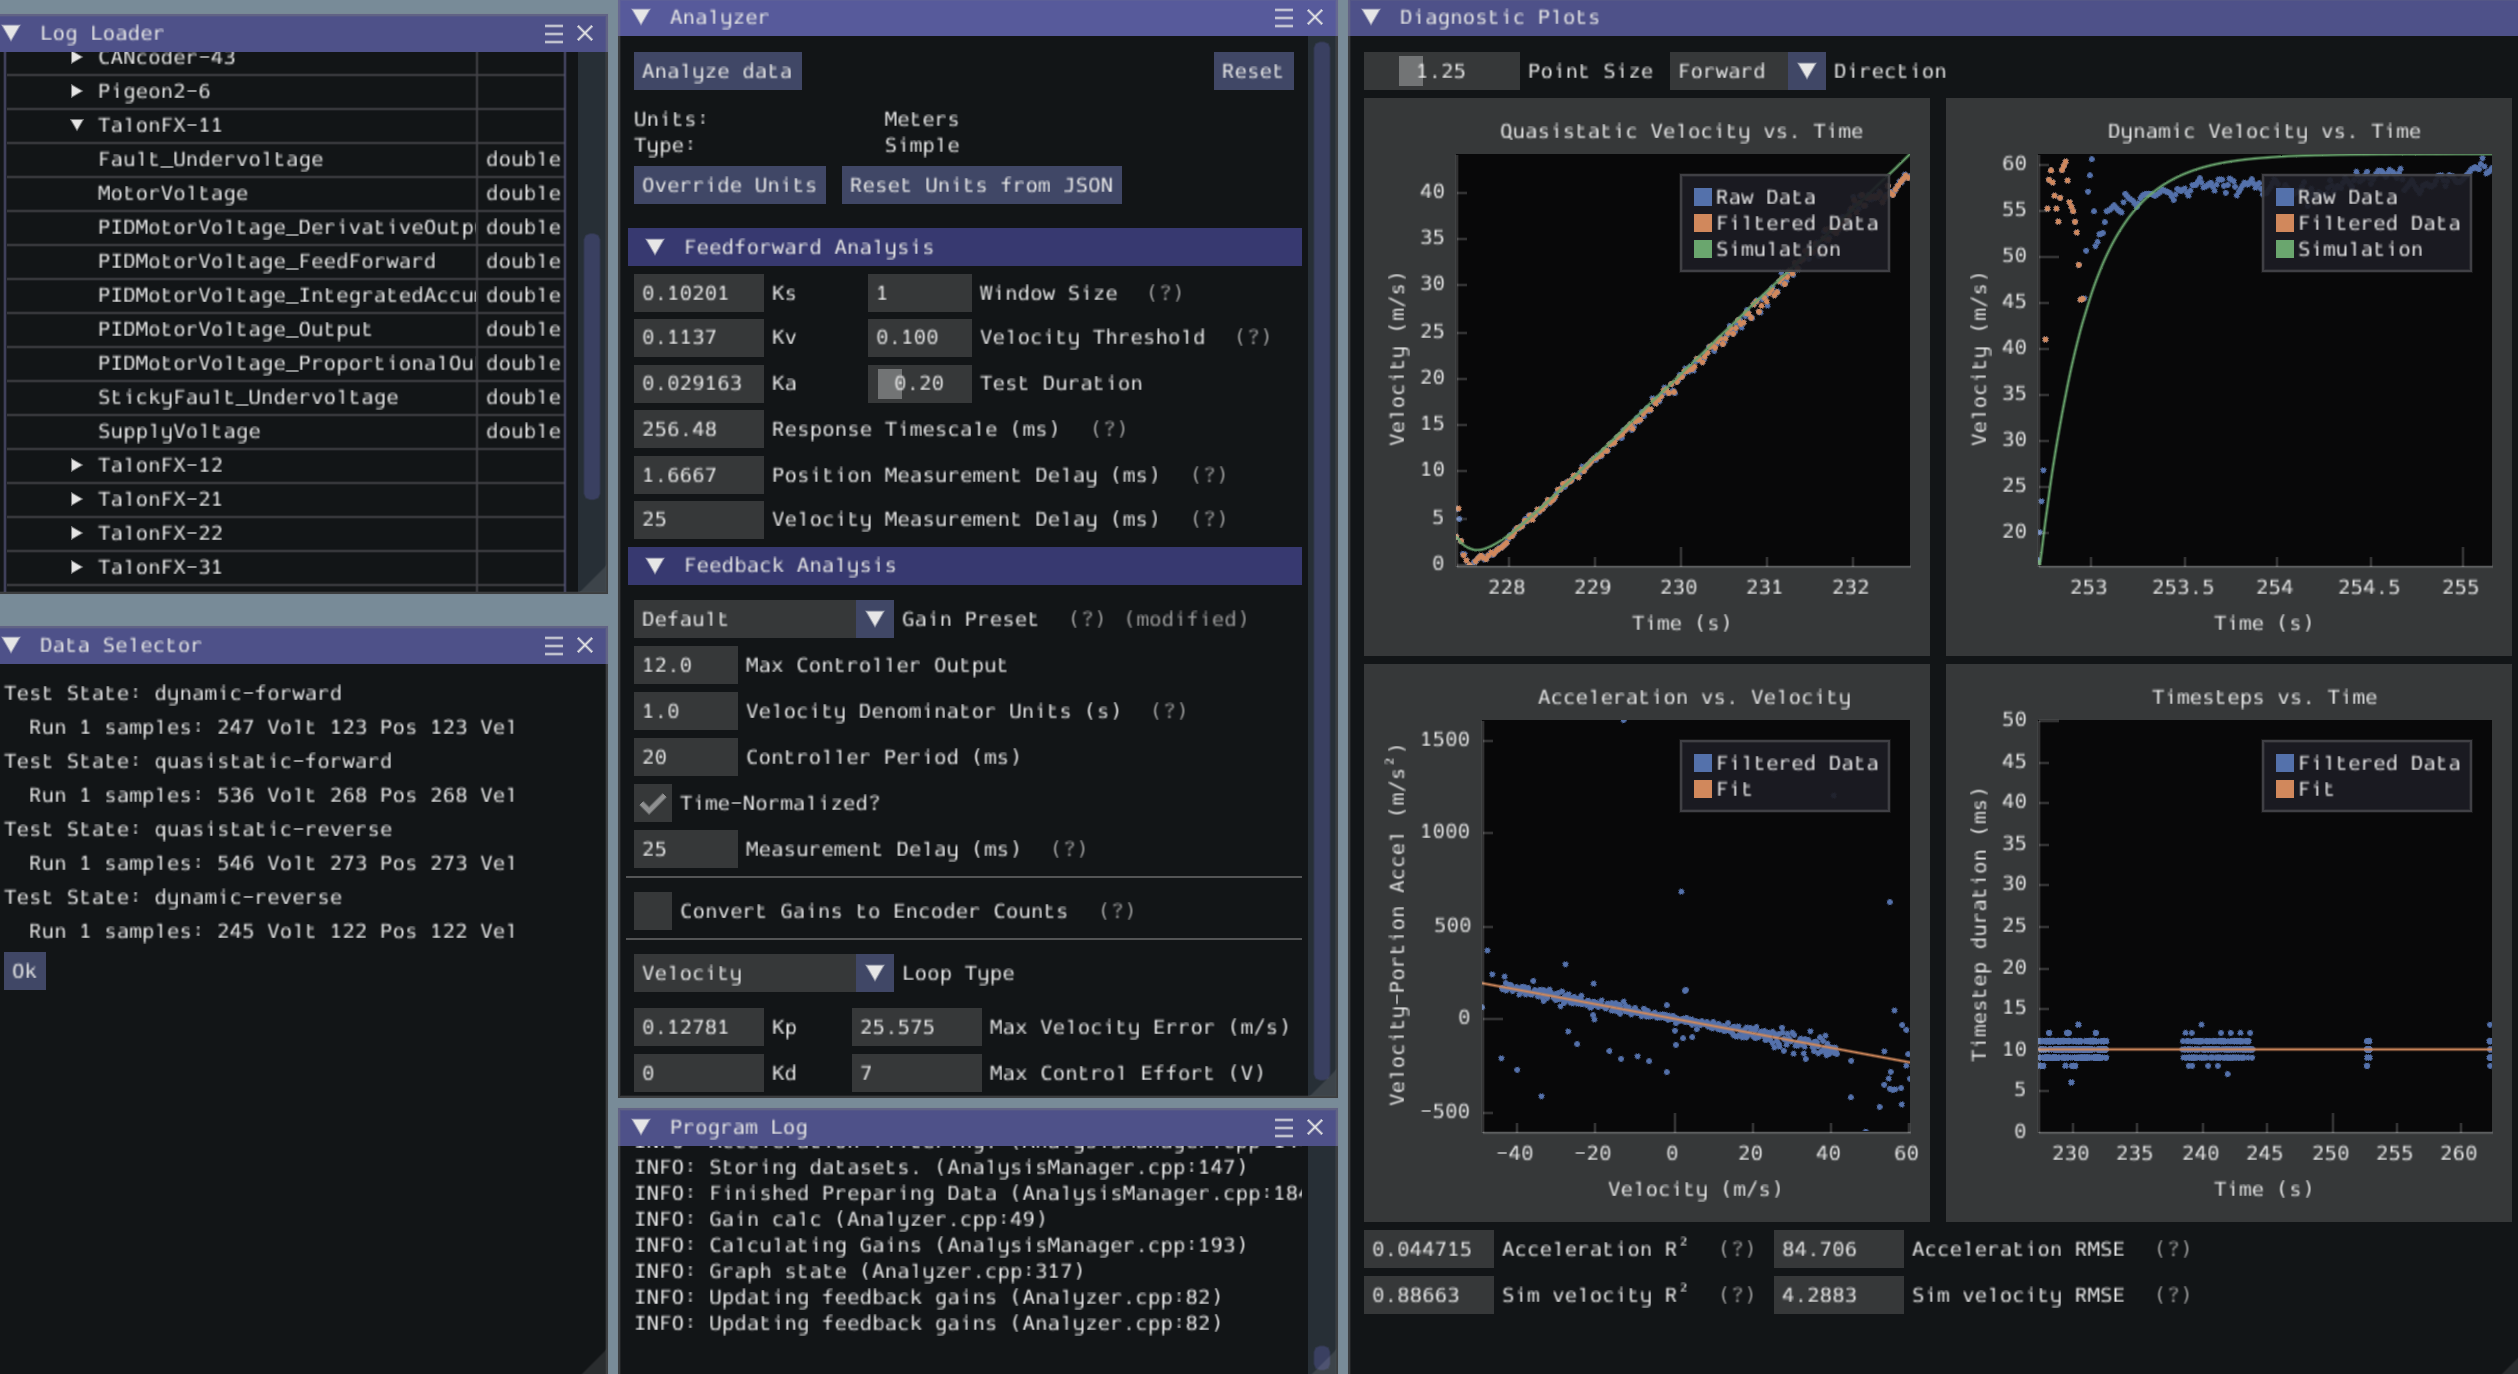 Log Loader
CANcoder-43
Pigeon2-6
TalonFX-11
Fault_Undervoltage double
MotorVoltage double
PIDMotorVoltage_DerivativeOutp double
PIDMotorVoltage_FeedForward double
PIDMotorVoltage_IntegratedAccu double
PIDMotorVoltage_Output double
PIDMotorVoltage_ProportionalOu double
StickyFault_Undervoltage double
SupplyVoltage double
TalonFX-12
TalonFX-21
TalonFX-22
TalonFX-31
Data Selector
Test State: dynamic-forward
Run 1 samples: 247 Volt 123 Pos 123 Vel
Test State: quasistatic-forward
Run 1 samples: 536 Volt 268 Pos 268 Vel
Test State: quasistatic-reverse
Run 1 samples: 546 Volt 273 Pos 273 Vel
Test State: dynamic-reverse
Run 1 samples: 245 Volt 122 Pos 122 Vel
Ok
Analyzer
Analyze data Reset
Units: Meters
Type: Simple
Override Units Reset Units from JSON
Feedforward Analysis
0.10201 Ks 1 Window Size (?)
0.1137 Kv 0.100 Velocity Threshold (?)
0.029163 Ka 0.20 Test Duration
256.48 Response Timescale (ms) (?)
1.6667 Position Measurement Delay (ms) (?)
25 Velocity Measurement Delay (ms) (?)
Feedback Analysis
Default Gain Preset (?) (modified)
12.0 Max Controller Output
1.0 Velocity Denominator Units (s) (?)
20 Controller Period (ms)
Time-Normalized?
25 Measurement Delay (ms) (?)
Convert Gains to Encoder Counts (?)
Velocity Loop Type
0.12781 Kp 25.575 Max Velocity Error (m/s)
0 Kd 7 Max Control Effort (V)
Program Log
INFO: Storing datasets. (AnalysisManager.cpp:147)
INFO: Finished Preparing Data (AnalysisManager.cpp:184
INFO: Gain calc (Analyzer.cpp:49)
INFO: Calculating Gains (AnalysisManager.cpp:193)
INFO: Graph state (Analyzer.cpp:317)
INFO: Updating feedback gains (Analyzer.cpp:82)
INFO: Updating feedback gains (Analyzer.cpp:82)
Diagnostic Plots
1.25 Point Size Forward Direction
Quasistatic Velocity vs. Time
Velocity (m/s)
40
35
30
25
20
15
10
5
0
Raw Data
Filtered Data
Simulation
228 229 230 231 232
Time (s)
Dynamic Velocity vs. Time
Velocity (m/s)
60
55
50
45
40
35
30
25
20
Raw Data
Filtered Data
Simulation
253 253.5 254 254.5 255
Time (s)
Acceleration vs. Velocity
Velocity-Portion Accel (m/s²)
1500
1000
500
0
-500
Filtered Data
Fit
-40 -20 0 20 40 60
Velocity (m/s)
Timesteps vs. Time
Timestep duration (ms)
50
45
40
35
30
25
20
15
10
5
0
Filtered Data
Fit
230 235 240 245 250 255 260
Time (s)
0.044715 Acceleration R² (?) 84.706 Acceleration RMSE (?)
0.88663 Sim velocity R² (?) 4.2883 Sim velocity RMSE (?)